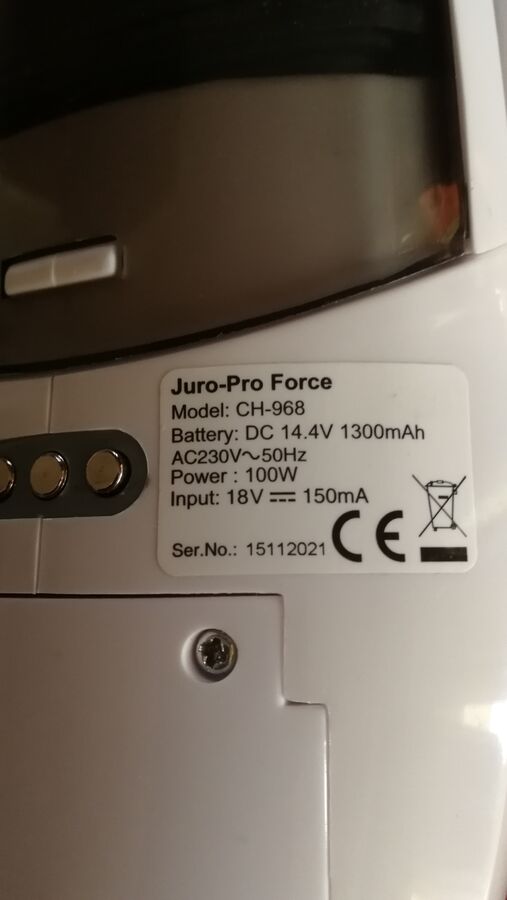 Juro-Pro Force
Model: CH-968
Battery: DC 14.4V 1300mAh
AC230V～50Hz
Power : 100W
Input: 18V ⎓ 150mA
Ser.No.: 15112021 CE